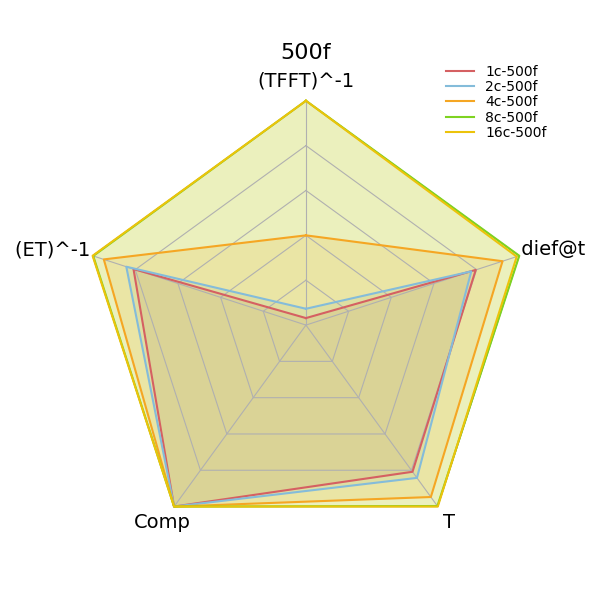 500f
(TFFT)^-1
1c-500f
2c-500f
4c-500f
8c-500f
16c-500f
(ET)^-1
dief@t
Comp
T